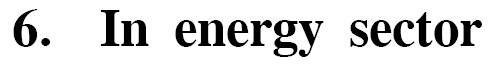 6. In energy sector